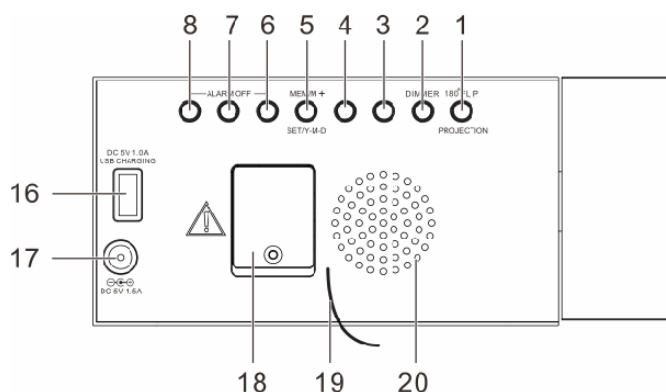 8 7 6 5 4 3 2 1
ALARM OFF MEM/M + DIMMER 180°FLIP
SET/Y-M-D PROJECTION
DC 5V 1.0A
USB CHARGING
16
17
DC 5V 1.5A
18 19 20